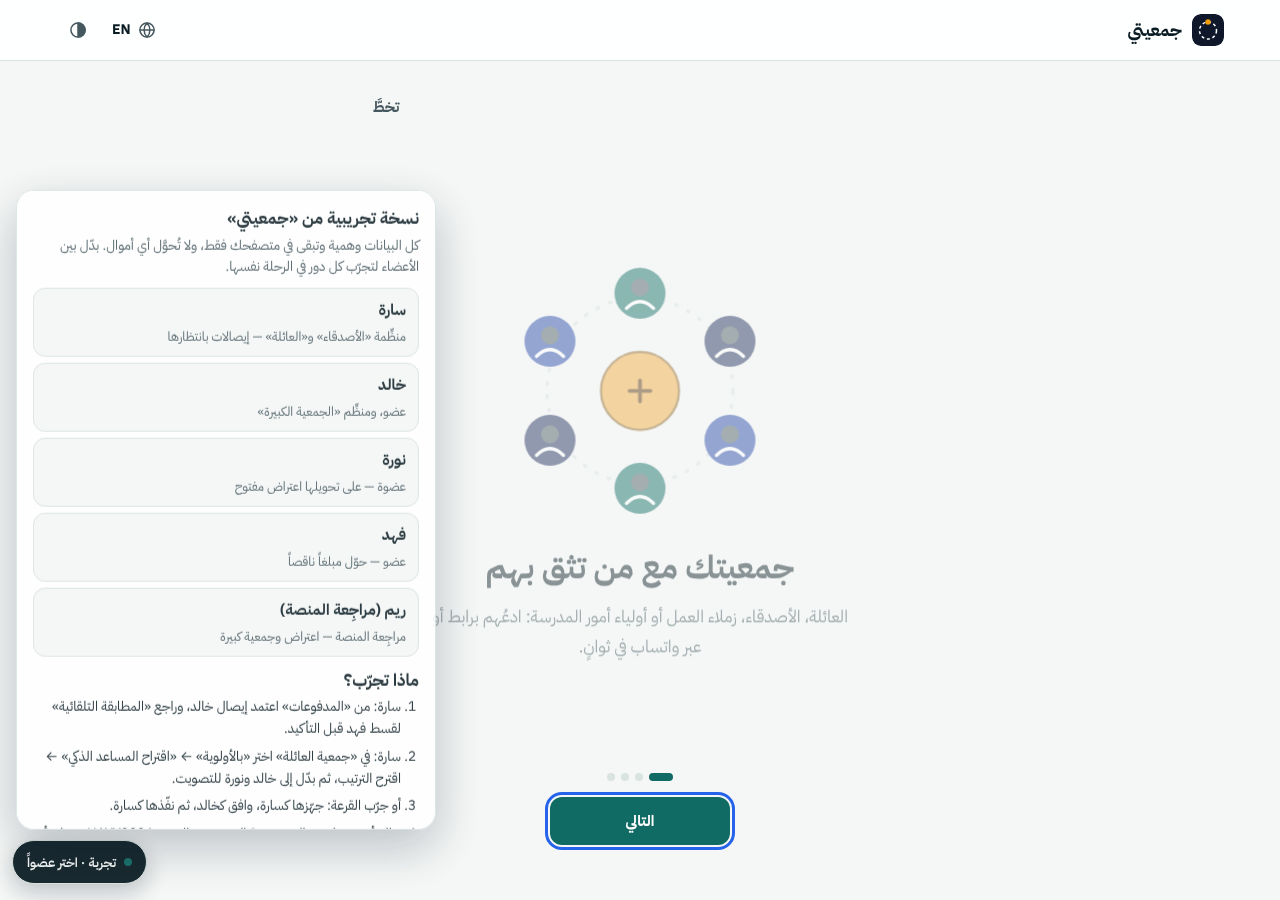 جمعيتي
EN
تخطَّ
نسخة تجريبية من «جمعيتي»
كل البيانات وهمية وتبقى في متصفحك فقط، ولا تُحوَّل أي أموال. بدّل بين
الأعضاء لتجرّب كل دور في الرحلة نفسها.
سارة
منظِّمة «الأصدقاء» و«العائلة» — إيصالات بانتظارها
خالد
عضو، ومنظِّم «الجمعية الكبيرة»
نورة
عضوة — على تحويلها اعتراض مفتوح
فهد
عضو — حوّل مبلغاً ناقصاً
ريم (مراجِعة المنصة)
مراجِعة المنصة — اعتراض وجمعية كبيرة
ماذا تجرّب؟
1. سارة: من «المدفوعات» اعتمد إيصال خالد، وراجع «المطابقة التلقائية»
لقسط فهد قبل التأكيد.
2. سارة: في «جمعية العائلة» اختر «بالأولوية» ← «اقتراح المساعد الذكي» ←
اقترح الترتيب، ثم بدّل إلى خالد ونورة للتصويت.
3. أو جرّب القرعة: جهّزها كسارة، وافق كخالد، ثم نفّذها كسارة.
جمعيتك مع من تثق بهم
العائلة، الأصدقاء، زملاء العمل أو أولياء أمور المدرسة: ادعُهم برابط أو
عبر واتساب في ثوانٍ.
التالي
تجربة · اختر عضواً